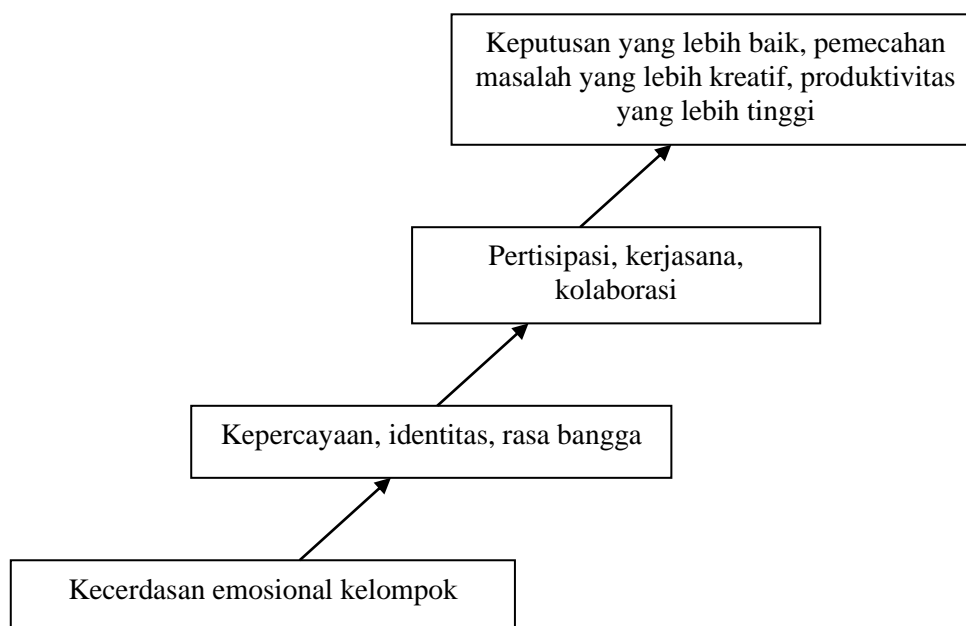 Keputusan yang lebih baik, pemecahan
masalah yang lebih kreatif, produktivitas
yang lebih tinggi
Pertisipasi, kerjasana,
kolaborasi
Kepercayaan, identitas, rasa bangga
Kecerdasan emosional kelompok